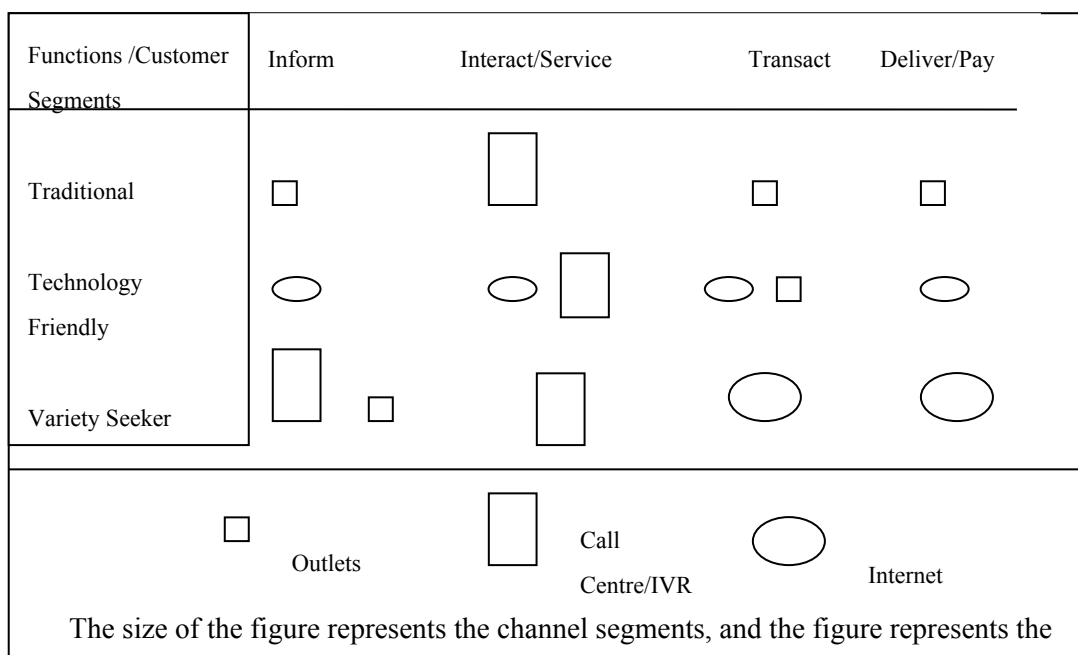 Functions /Customer Segments Inform Interact/Service Transact Deliver/Pay
Traditional
Technology
Friendly
Variety Seeker
Outlets
Call
Centre/IVR
Internet
The size of the figure represents the channel segments, and the figure represents the